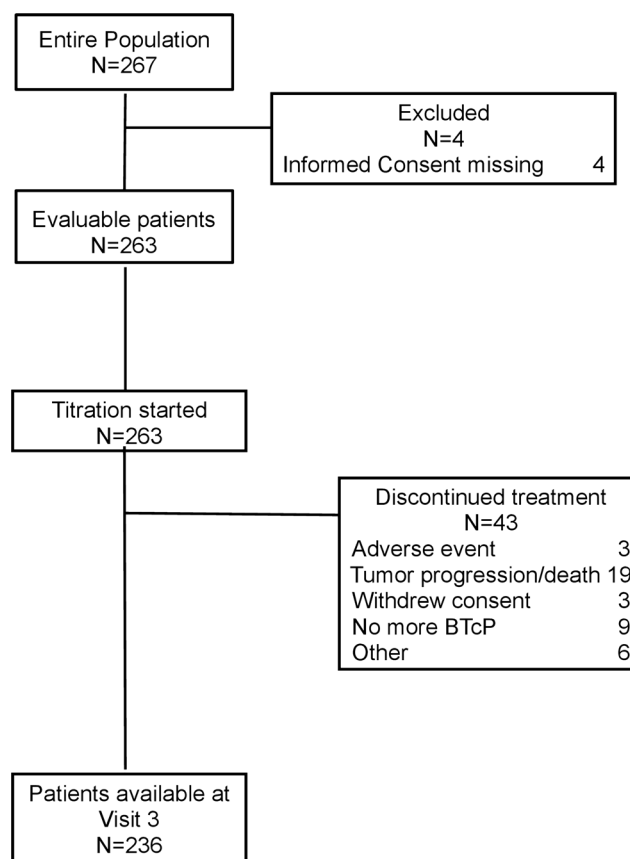 Entire Population
N=267
Excluded
N=4
Informed Consent missing 4
Evaluable patients
N=263
Titration started
N=263
Discontinued treatment
N=43
Adverse event 3
Tumor progression/death 19
Withdrew consent 3
No more BTcP 9
Other 6
Patients available at
Visit 3
N=236